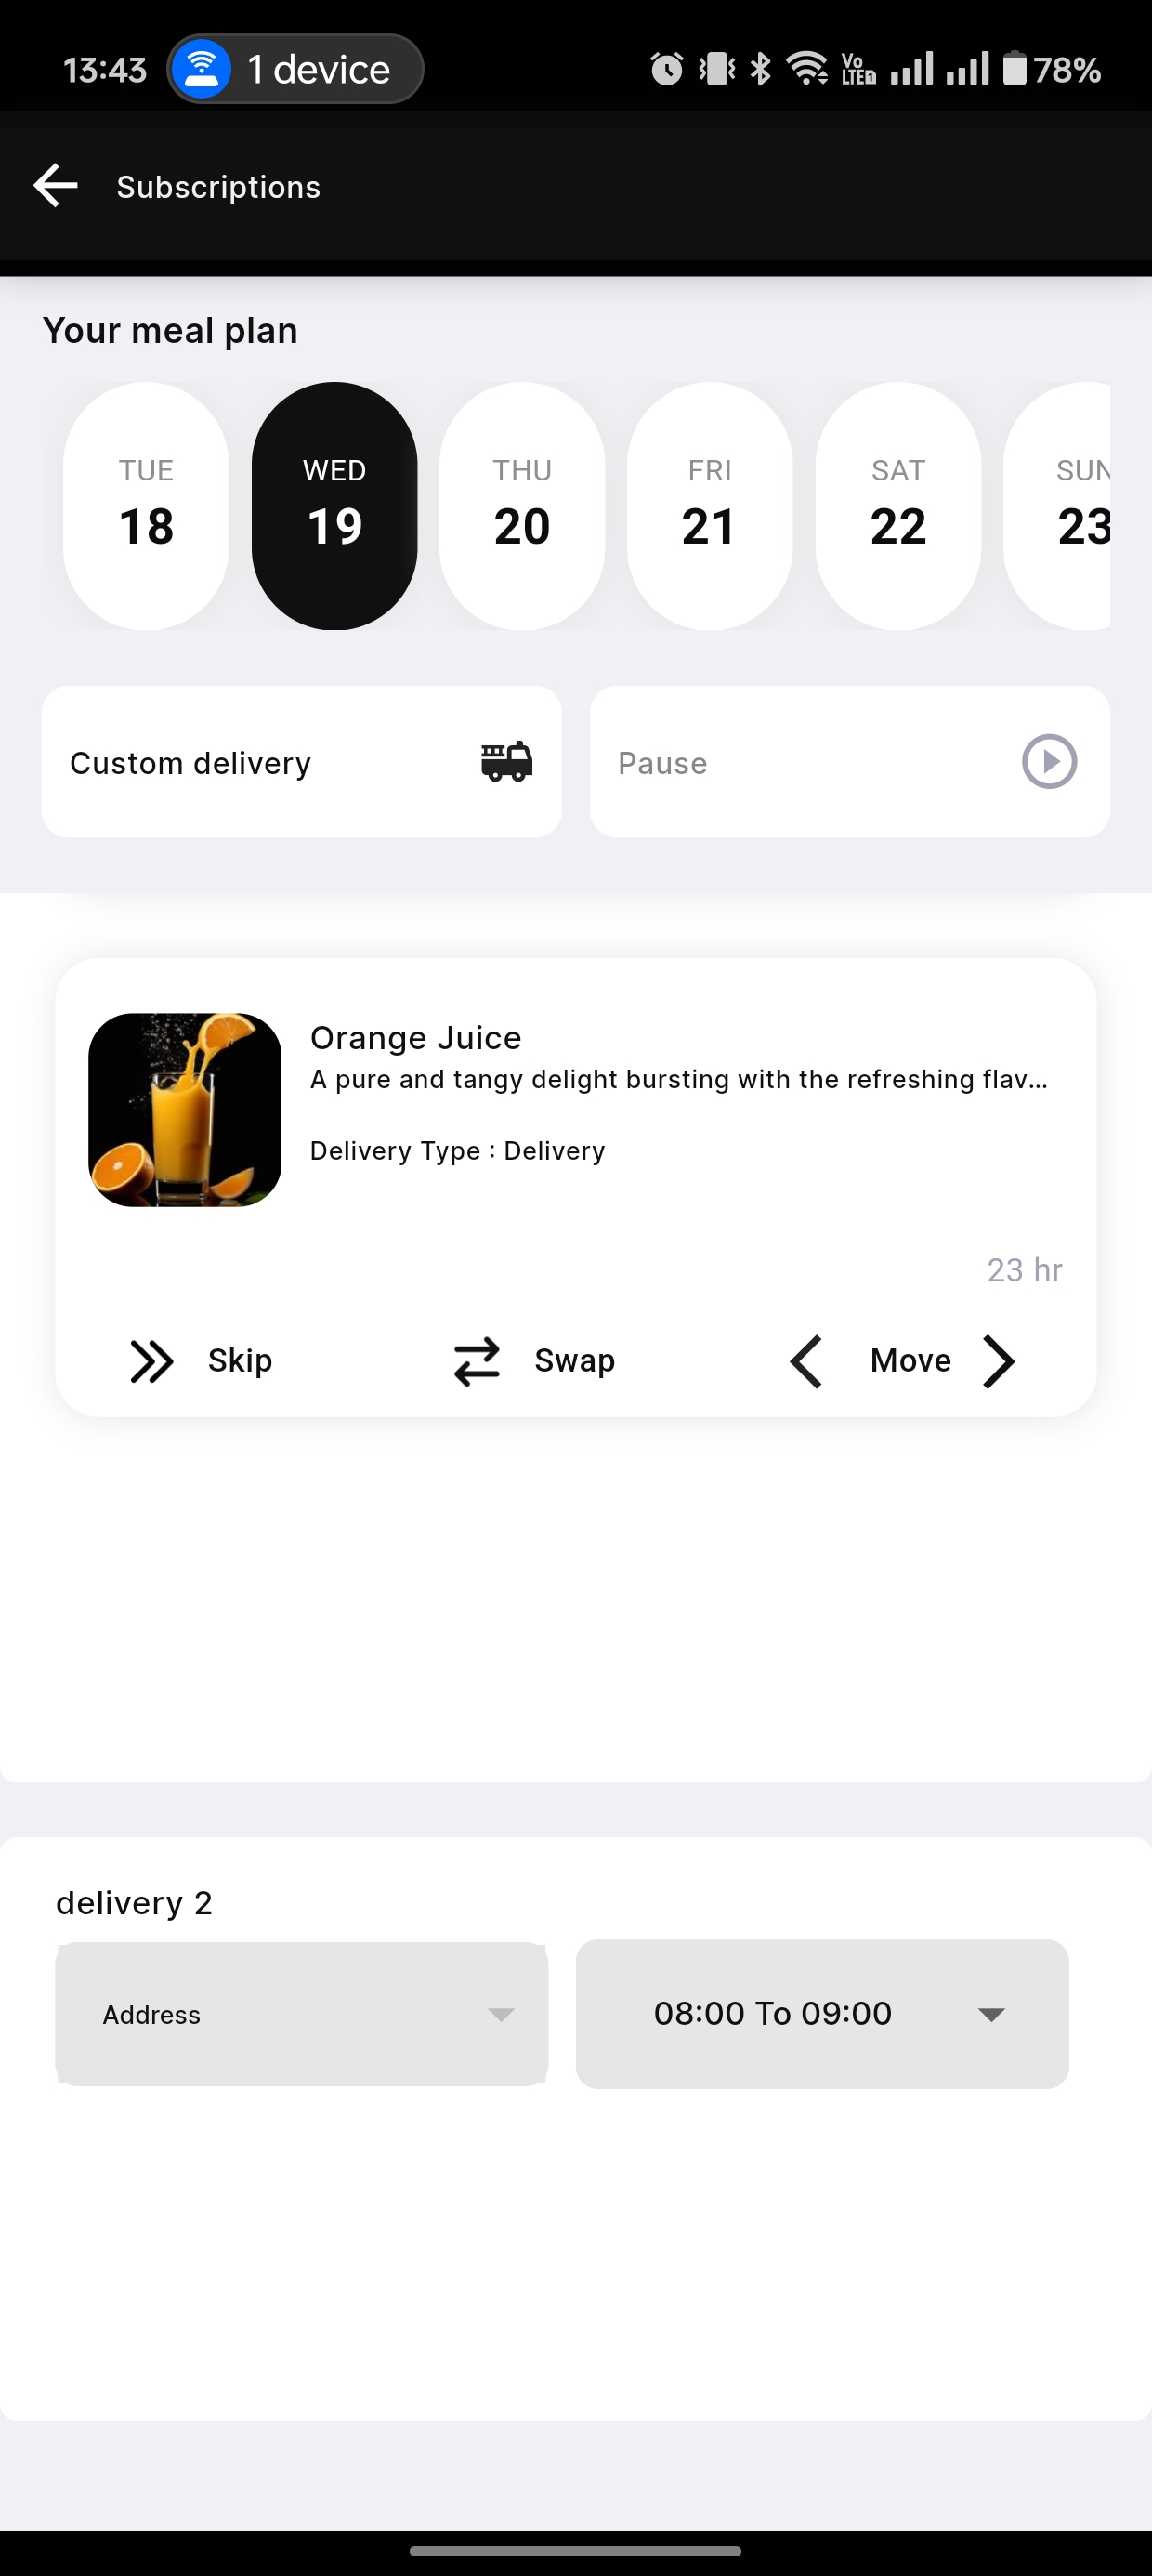 13:43 1 device Vo LTE1 78%
Subscriptions
Your meal plan
TUE WED THU FRI SAT SUN
18 19 20 21 22 23
Custom delivery Pause
Orange Juice
A pure and tangy delight bursting with the refreshing flav...
Delivery Type : Delivery
23 hr
Skip Swap Move
delivery 2
Address 08:00 To 09:00